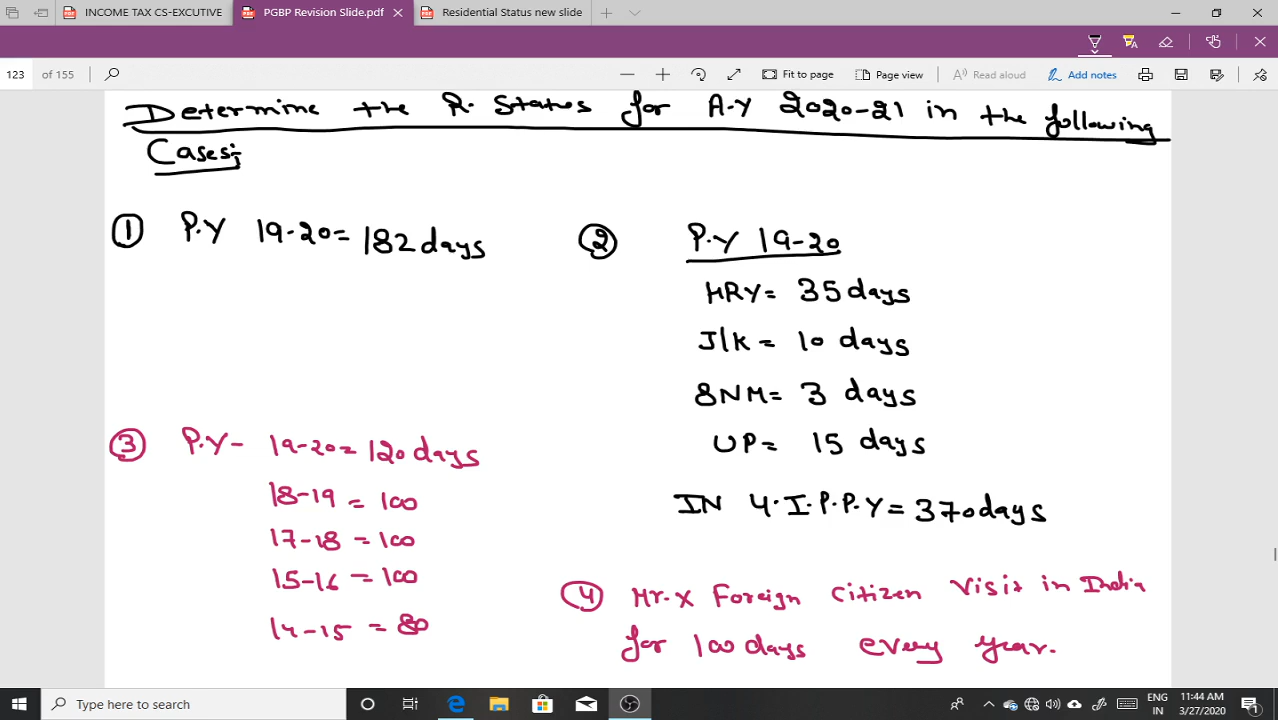 INCOME TAX CS-EXCUTIVE
PGBP Revision Slide.pdf
Residential Status new slide
123 of 155
Fit to page
Page view
Read aloud
Add notes
Determine the R. Status for A.Y 2020-21 in the following
Cases:-
① P.Y 19-20= 182 days
② P.Y 19-20
HRY= 35 days
J/K = 10 days
8NM= 3 days
UP= 15 days
IN 4.I.P.P.Y= 370 days
③ P.Y- 19-20= 120 days
18-19 = 100
17-18 = 100
15-16 = 100
14-15 = 80
④ Mr.X Foreign Citizen Visit in India
for 100 days every year.
Type here to search
ENG
IN
11:44 AM
3/27/2020